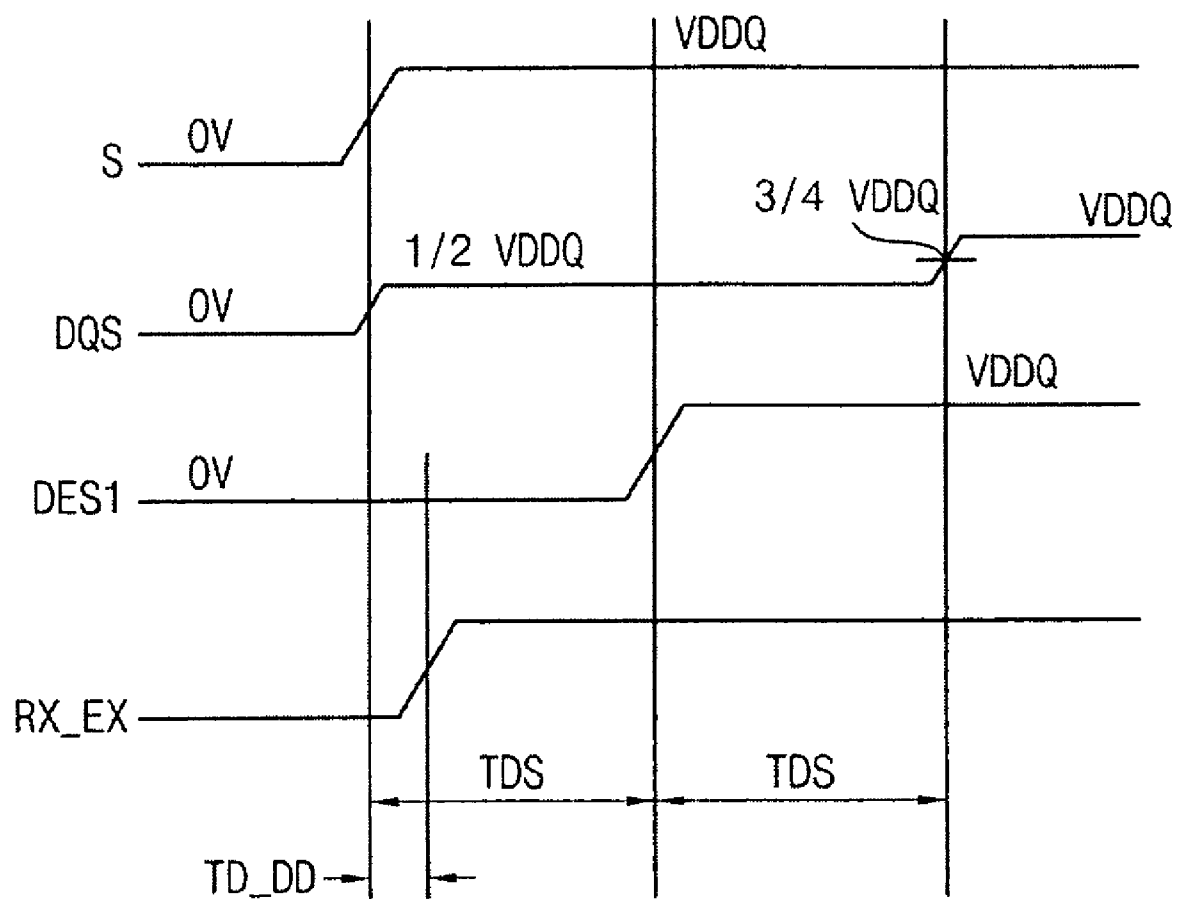 VDDQ
S 0V
3/4 VDDQ
VDDQ
1/2 VDDQ
DQS 0V
VDDQ
DES1 0V
RX_EX
TDS TDS
TD_DD